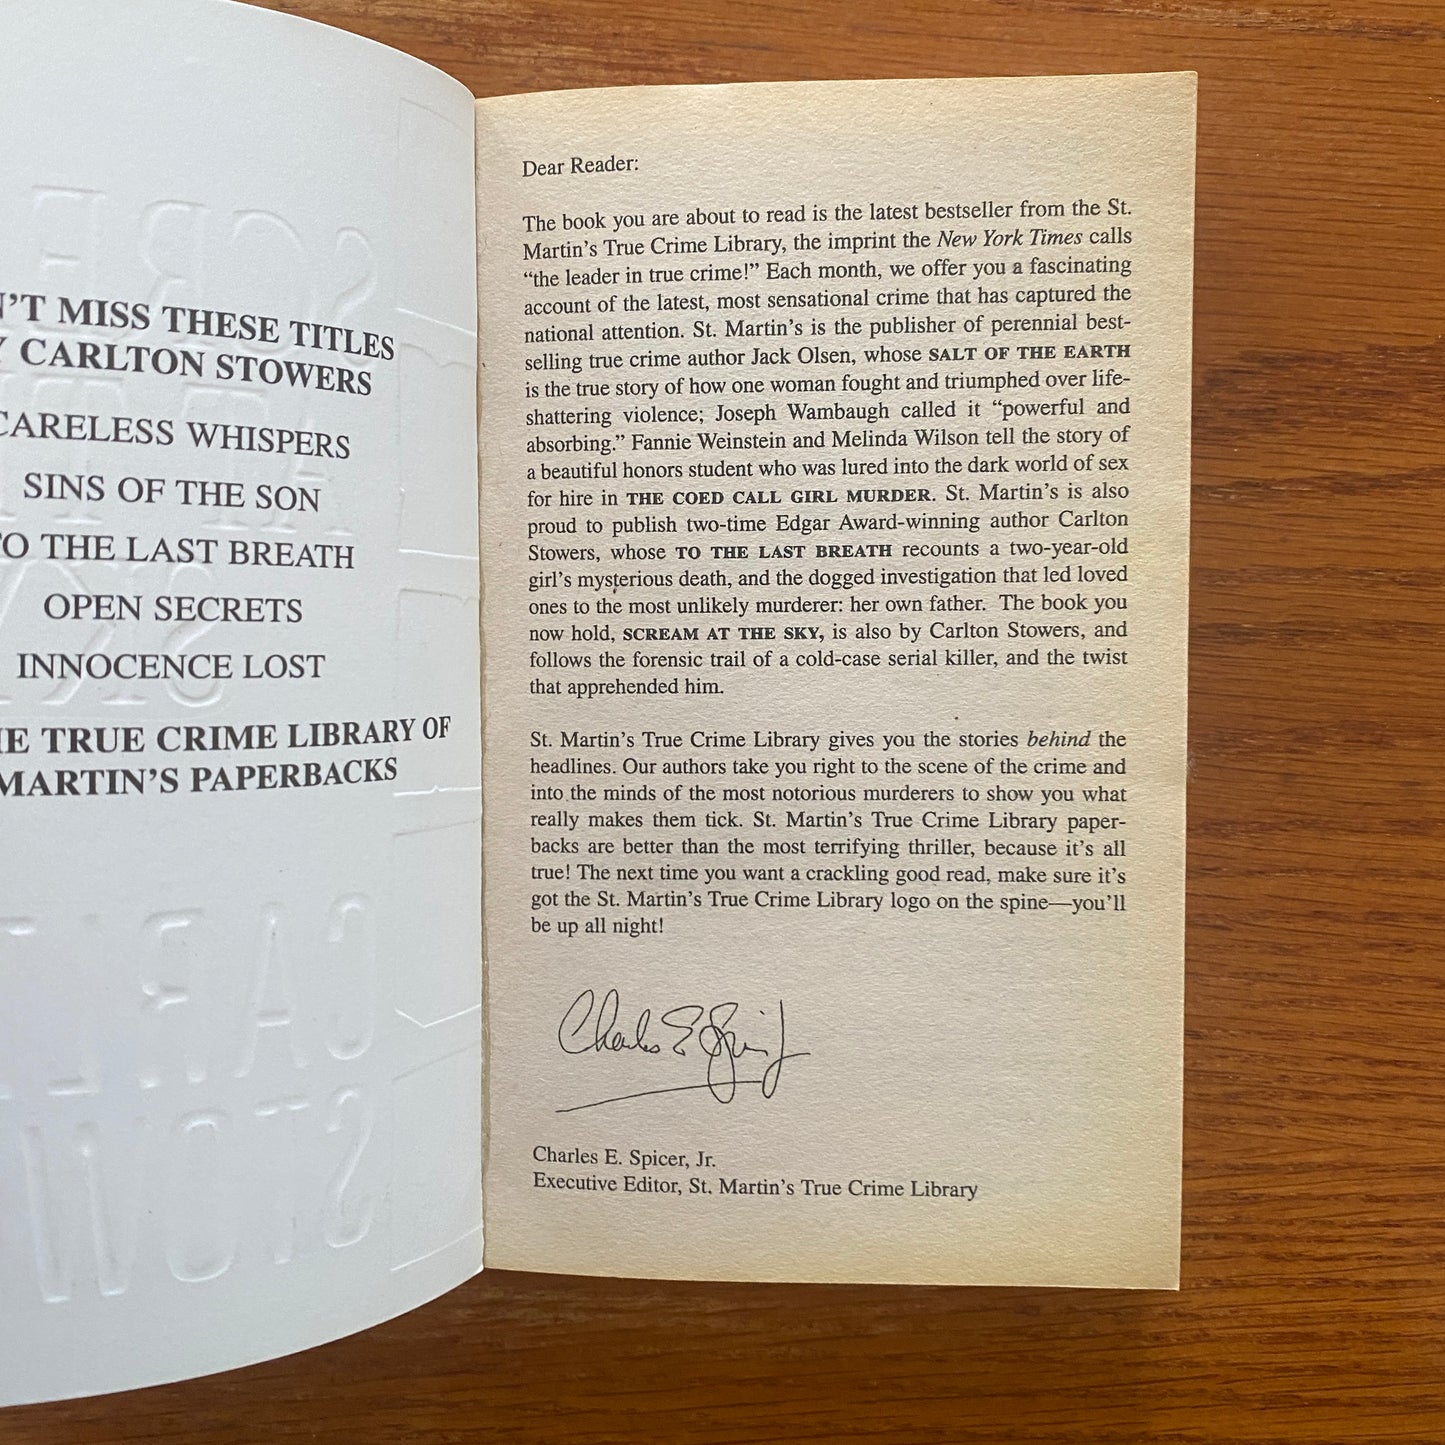 N'T MISS THESE TITLES
Y CARLTON STOWERS
CARELESS WHISPERS
SINS OF THE SON
TO THE LAST BREATH
OPEN SECRETS
INNOCENCE LOST
HE TRUE CRIME LIBRARY OF
MARTIN'S PAPERBACKS
Dear Reader:
The book you are about to read is the latest bestseller from the St.
Martin's True Crime Library, the imprint the New York Times calls
“the leader in true crime!” Each month, we offer you a fascinating
account of the latest, most sensational crime that has captured the
national attention. St. Martin's is the publisher of perennial best-
selling true crime author Jack Olsen, whose SALT OF THE EARTH
is the true story of how one woman fought and triumphed over life-
shattering violence; Joseph Wambaugh called it “powerful and
absorbing.” Fannie Weinstein and Melinda Wilson tell the story of
a beautiful honors student who was lured into the dark world of sex
for hire in THE COED CALL GIRL MURDER. St. Martin's is also
proud to publish two-time Edgar Award-winning author Carlton
Stowers, whose TO THE LAST BREATH recounts a two-year-old
girl's mysterious death, and the dogged investigation that led loved
ones to the most unlikely murderer: her own father. The book you
now hold, SCREAM AT THE SKY, is also by Carlton Stowers, and
follows the forensic trail of a cold-case serial killer, and the twist
that apprehended him.
St. Martin's True Crime Library gives you the stories behind the
headlines. Our authors take you right to the scene of the crime and
into the minds of the most notorious murderers to show you what
really makes them tick. St. Martin's True Crime Library paper-
backs are better than the most terrifying thriller, because it's all
true! The next time you want a crackling good read, make sure it's
got the St. Martin's True Crime Library logo on the spine—you'll
be up all night!
Charles E. Spicer, Jr.
Executive Editor, St. Martin's True Crime Library